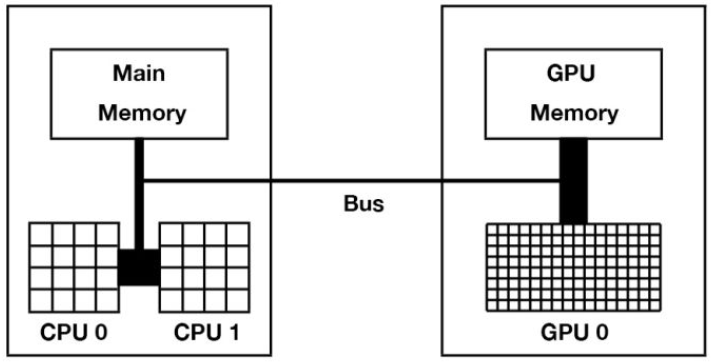 Main
Memory
GPU
Memory
Bus
CPU 0
CPU 1
GPU 0